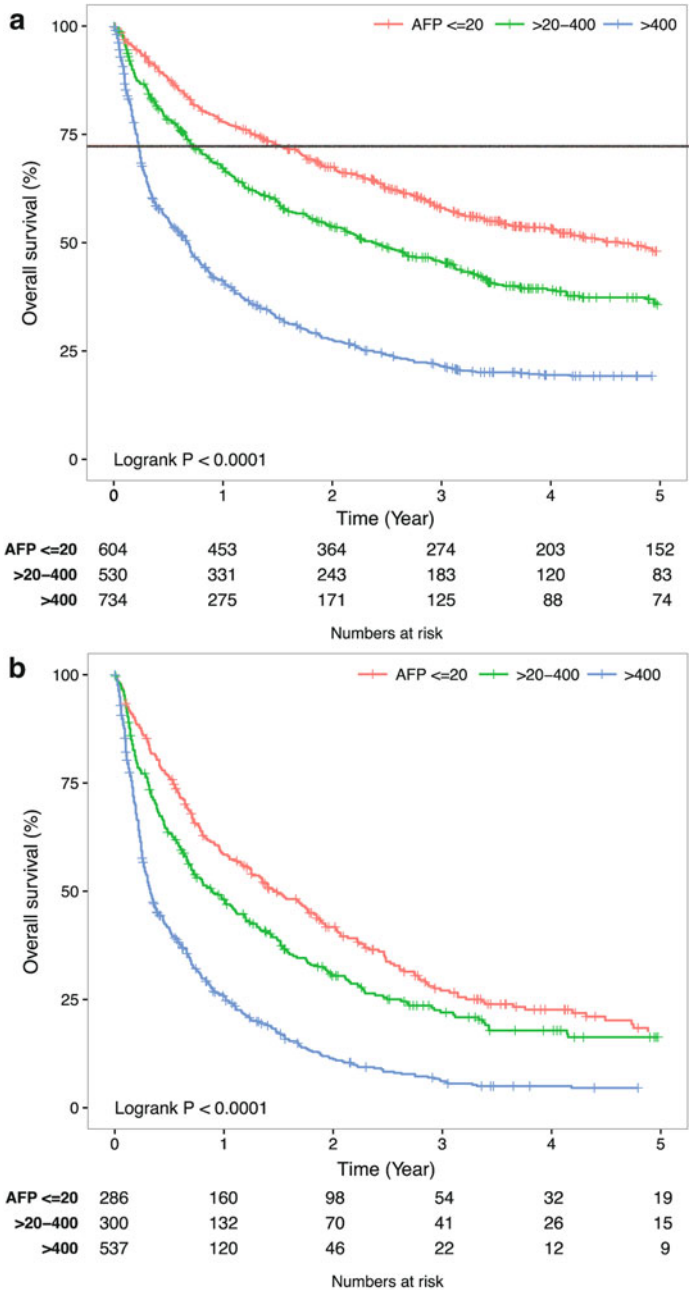 a
AFP <=20 >20-400 >400
100
75
50
25
0
Overall survival (%)
Logrank P < 0.0001
0 1 2 3 4 5
Time (Year)
AFP <=20 604 453 364 274 203 152
>20-400 530 331 243 183 120 83
>400 734 275 171 125 88 74
Numbers at risk
b
AFP <=20 >20-400 >400
100
75
50
25
0
Overall survival (%)
Logrank P < 0.0001
0 1 2 3 4 5
Time (Year)
AFP <=20 286 160 98 54 32 19
>20-400 300 132 70 41 26 15
>400 537 120 46 22 12 9
Numbers at risk